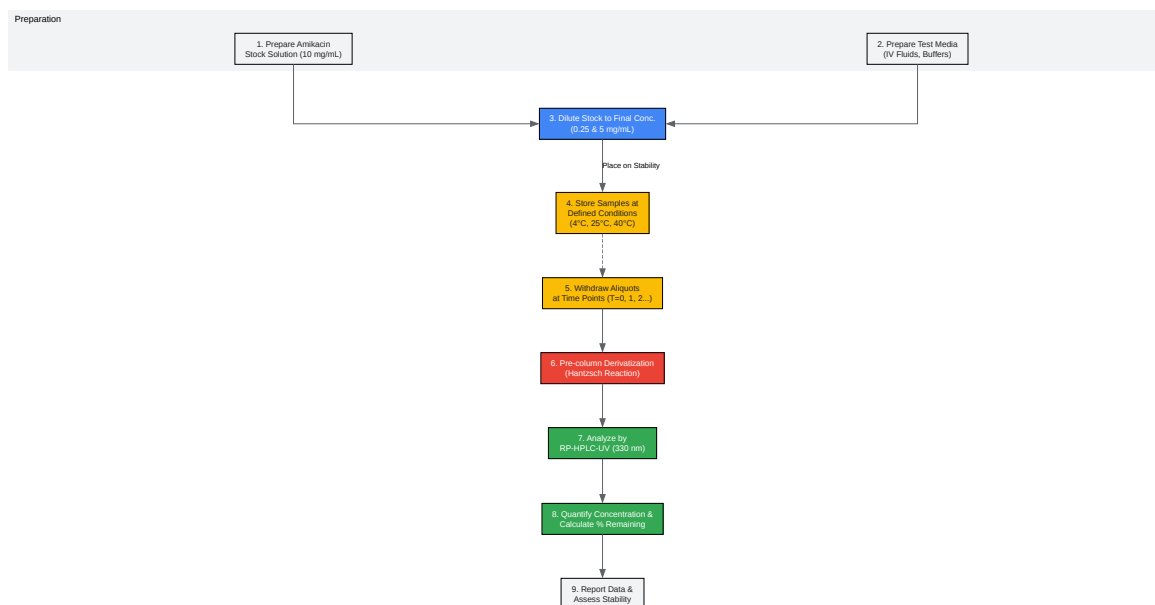 Preparation
1. Prepare Amikacin
Stock Solution (10 mg/mL)
2. Prepare Test Media
(IV Fluids, Buffers)
3. Dilute Stock to Final Conc.
(0.25 & 5 mg/mL)
Place on Stability
4. Store Samples at
Defined Conditions
(4°C, 25°C, 40°C)
5. Withdraw Aliquots
at Time Points (T=0, 1, 2...)
6. Pre-column Derivatization
(Hantzsch Reaction)
7. Analyze by
RP-HPLC-UV (330 nm)
8. Quantify Concentration &
Calculate % Remaining
9. Report Data &
Assess Stability